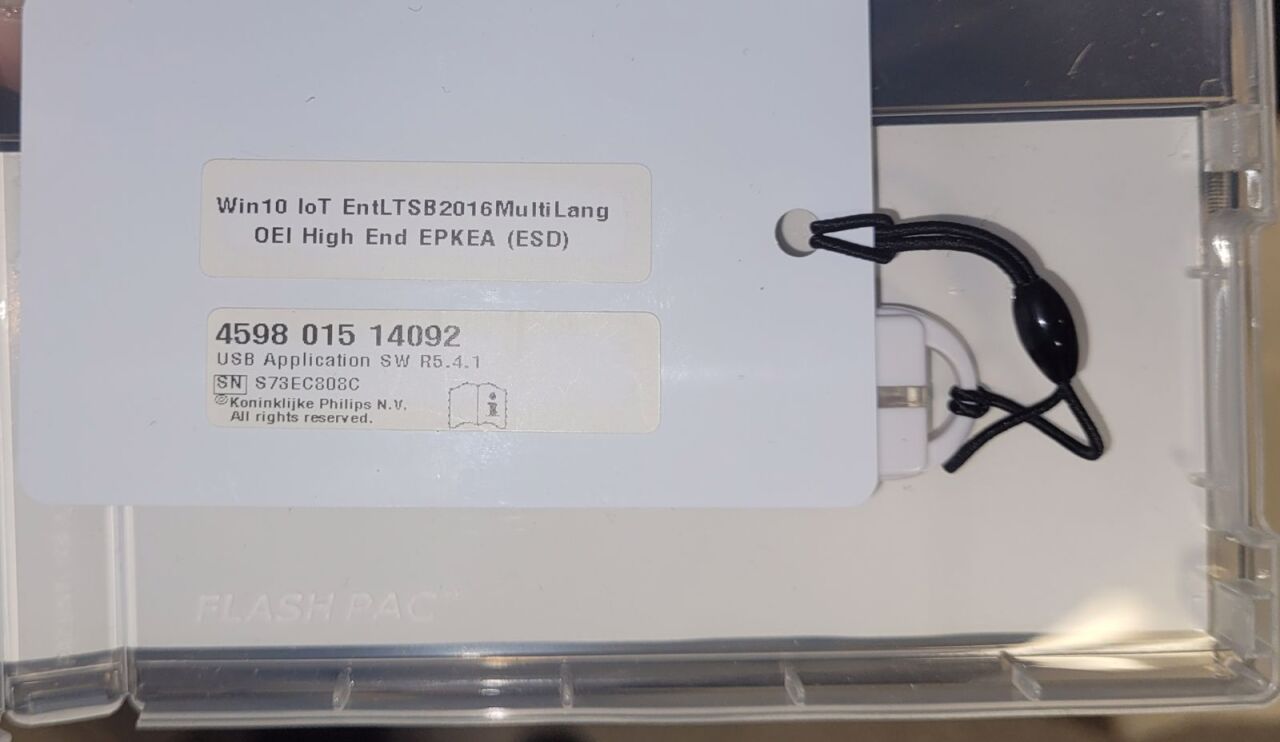 Win10 IoT EntLTSB2016MultiLang
OEI High End EPKEA (ESD)
4598 015 14092
USB Application SW R5.4.1
SN S73EC808C
©Koninklijke Philips N.V.
All rights reserved.
FLASH PAC™